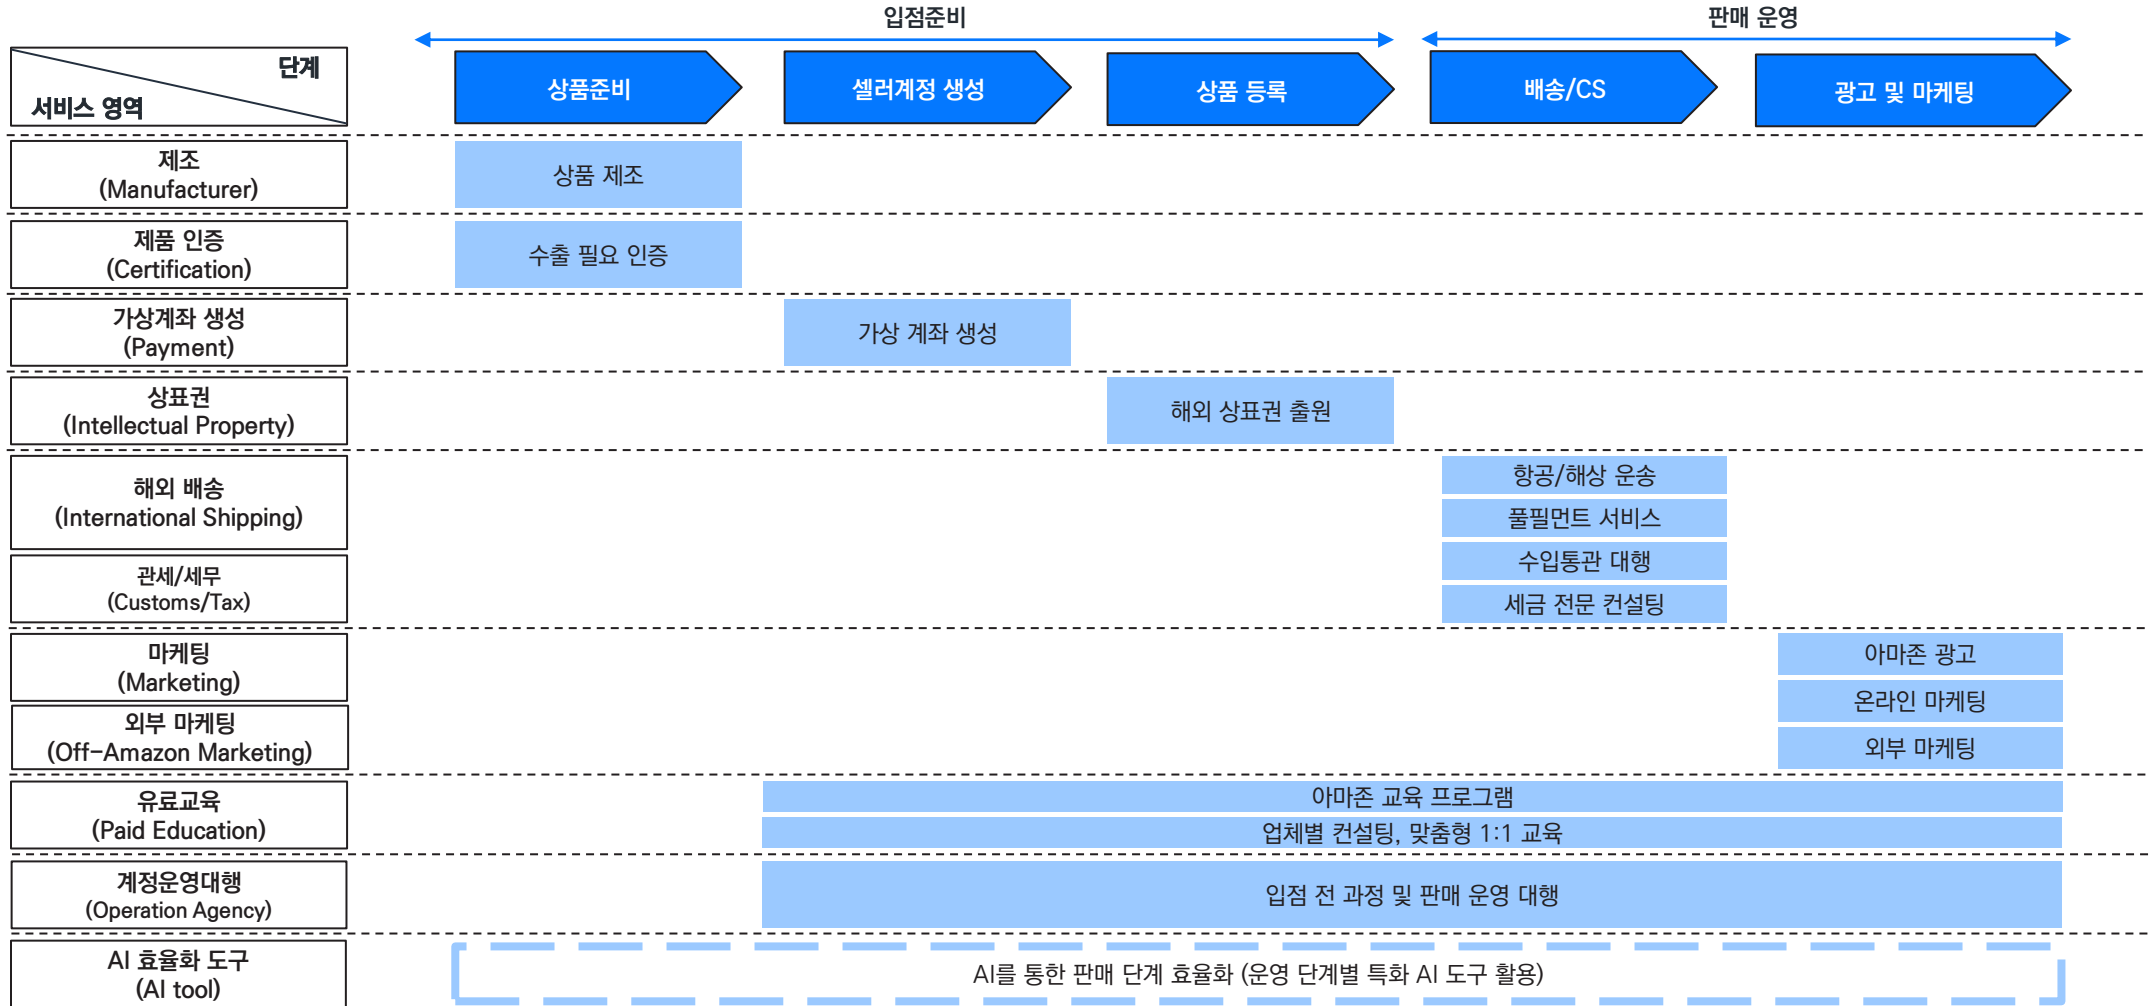 입점준비
판매 운영
단계
서비스 영역
상품준비
셀러계정 생성
상품 등록
배송/CS
광고 및 마케팅
제조
(Manufacturer)
상품 제조
제품 인증
(Certification)
수출 필요 인증
가상계좌 생성
(Payment)
가상 계좌 생성
상표권
(Intellectual Property)
해외 상표권 출원
해외 배송
(International Shipping)
항공/해상 운송
풀필먼트 서비스
관세/세무
(Customs/Tax)
수입통관 대행
세금 전문 컨설팅
마케팅
(Marketing)
아마존 광고
온라인 마케팅
외부 마케팅
(Off-Amazon Marketing)
외부 마케팅
유료교육
(Paid Education)
아마존 교육 프로그램
업체별 컨설팅, 맞춤형 1:1 교육
계정운영대행
(Operation Agency)
입점 전 과정 및 판매 운영 대행
AI 효율화 도구
(AI tool)
AI를 통한 판매 단계 효율화 (운영 단계별 특화 AI 도구 활용)